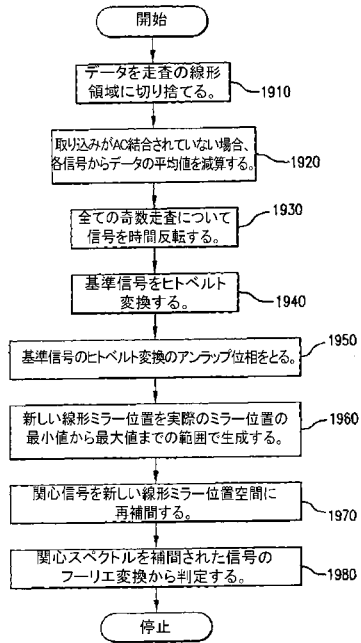 開始
データを走査の線形
領域に切り捨てる。
1910
取り込みがAC結合されていない場合、
各信号からデータの平均値を減算する。
1920
全ての奇数走査について
信号を時間反転する。
1930
基準信号をヒトベルト
変換する。
1940
基準信号のヒトベルト変換のアンラップ位相をとる。
1950
新しい線形ミラー位置を実際のミラー位置の
最小値から最大値までの範囲で生成する。
1960
関心信号を新しい線形ミラー位置空間に
再補間する。
1970
関心スペクトルを補間された信号の
フーリエ変換から判定する。
1980
停止